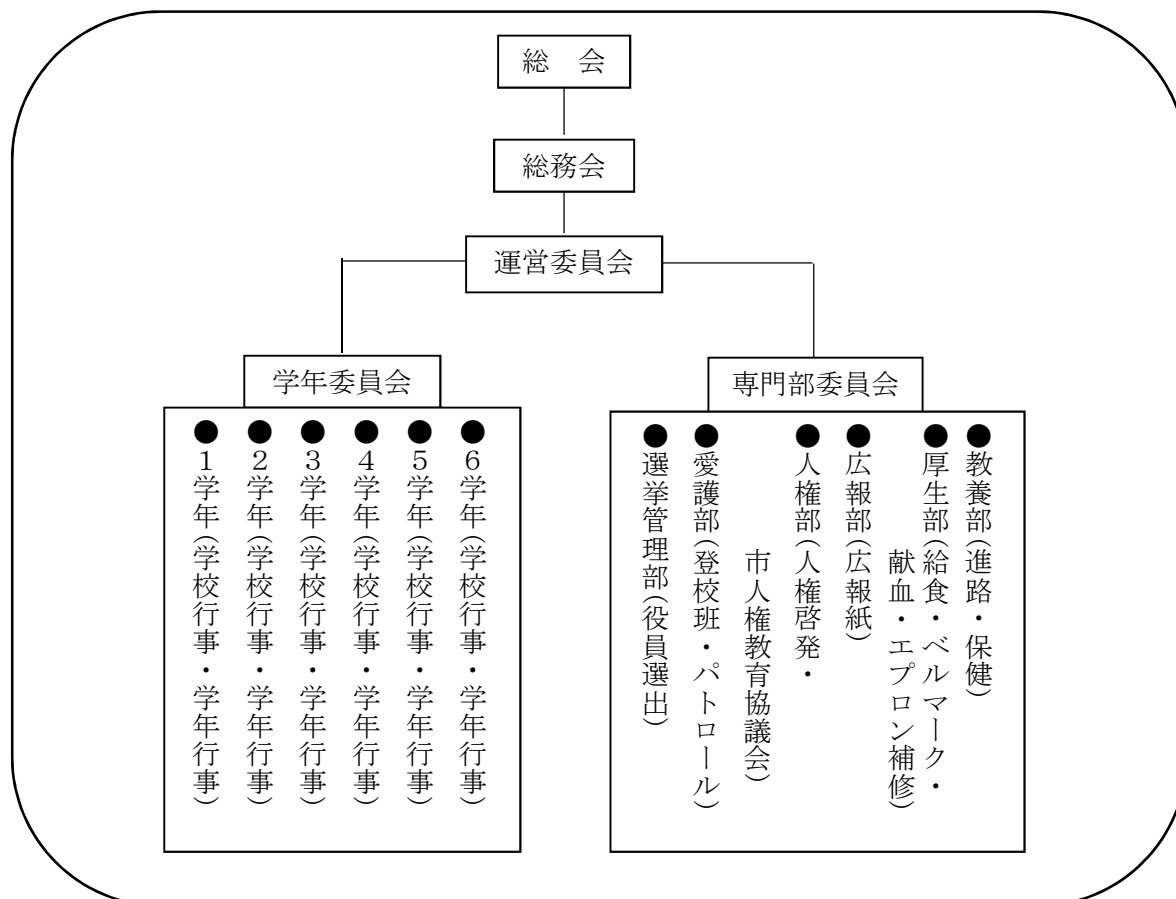 総　会
総務会
運営委員会
学年委員会
●6学年(学校行事・学年行事)
●5学年(学校行事・学年行事)
●4学年(学校行事・学年行事)
●3学年(学校行事・学年行事)
●2学年(学校行事・学年行事)
●1学年(学校行事・学年行事)
専門部委員会
●教養部(進路・保健)
●厚生部(給食・ベルマーク・
献血・エプロン補修)
●広報部(広報紙)
●人権部(人権啓発・
市人権教育協議会)
●愛護部(登校班・パトロール)
●選挙管理部(役員選出)